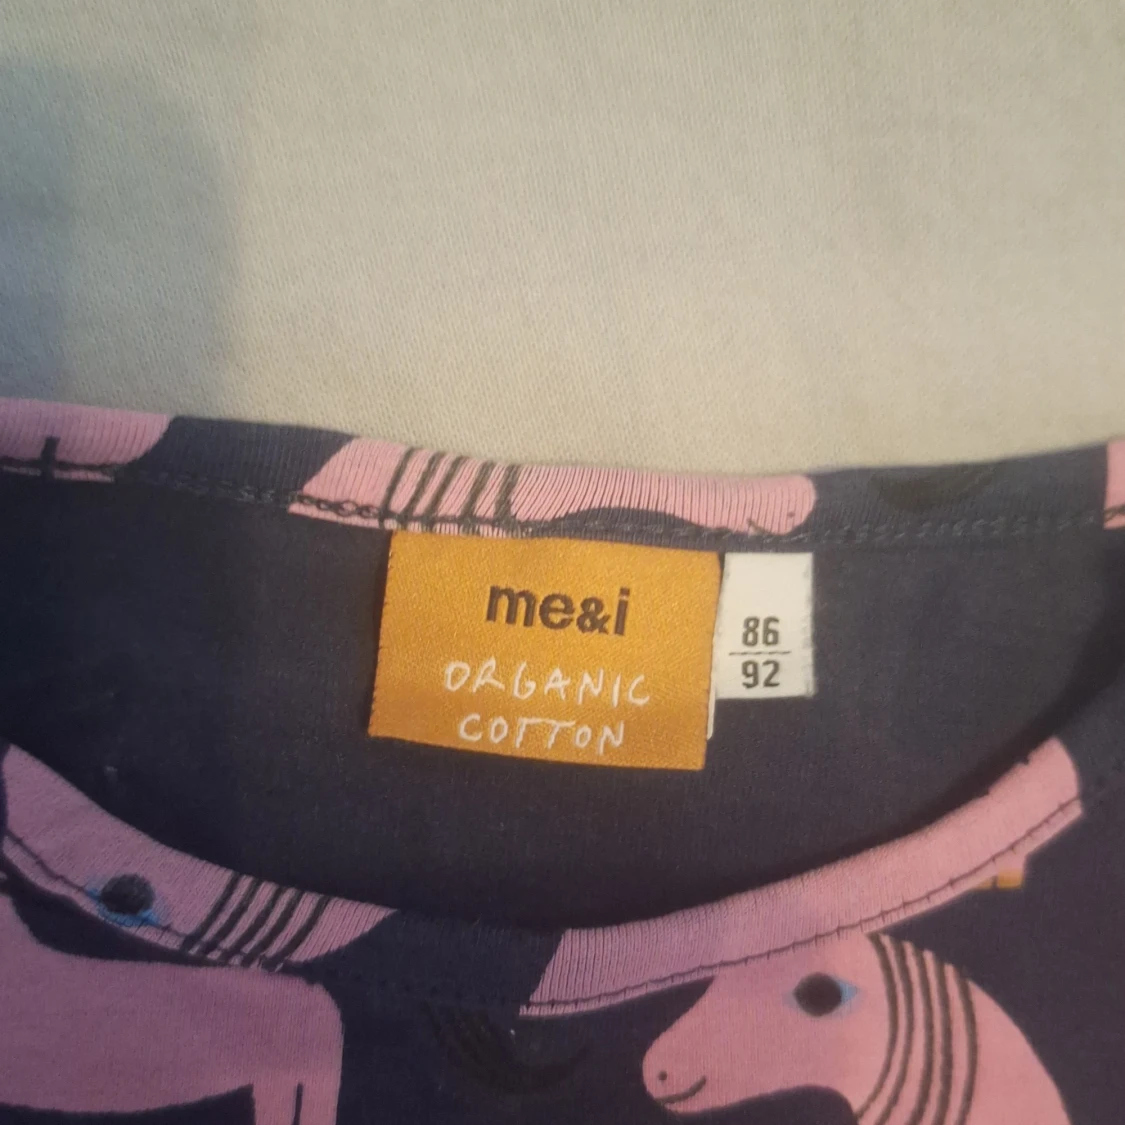 me&i
ORGANIC
COTTON
86
92